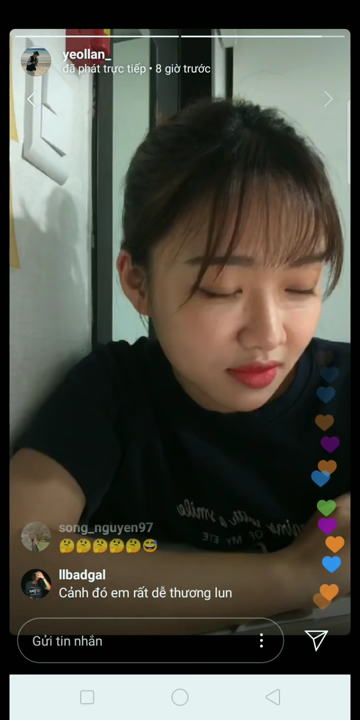 yeollan_
đã phát trực tiếp • 8 giờ trước
song_nguyen97
🤔🤔🤔🤔🤔😅
llbadgal
Cảnh đó em rất dễ thương lun
Gửi tin nhắn